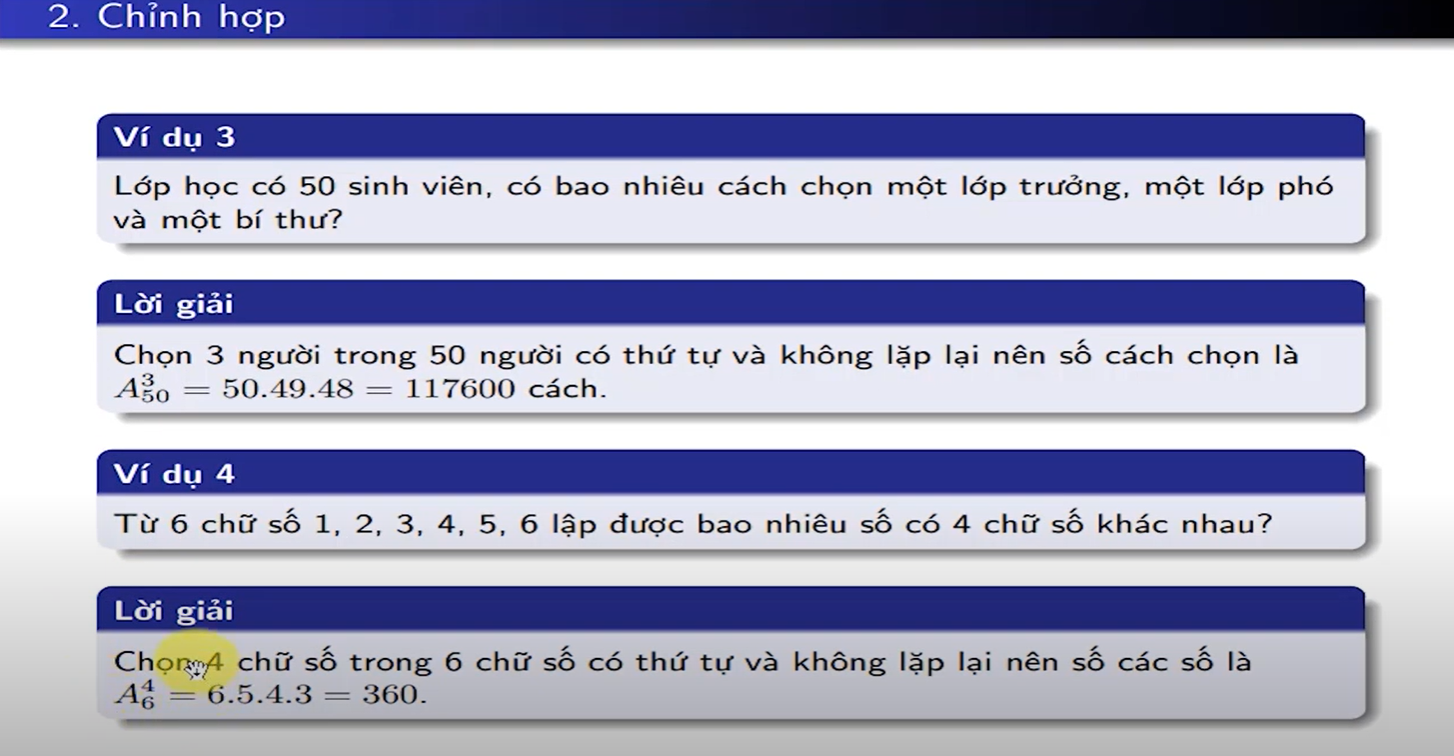 2. Chỉnh hợp
Ví dụ 3
Lớp học có 50 sinh viên, có bao nhiêu cách chọn một lớp trưởng, một lớp phó
và một bí thư?
Lời giải
Chọn 3 người trong 50 người có thứ tự và không lặp lại nên số cách chọn là
$A_{50}^{3} = 50.49.48 = 117600$ cách.
Ví dụ 4
Từ 6 chữ số 1, 2, 3, 4, 5, 6 lập được bao nhiêu số có 4 chữ số khác nhau?
Lời giải
Chọn 4 chữ số trong 6 chữ số có thứ tự và không lặp lại nên số các số là
$A_{6}^{4} = 6.5.4.3 = 360.$